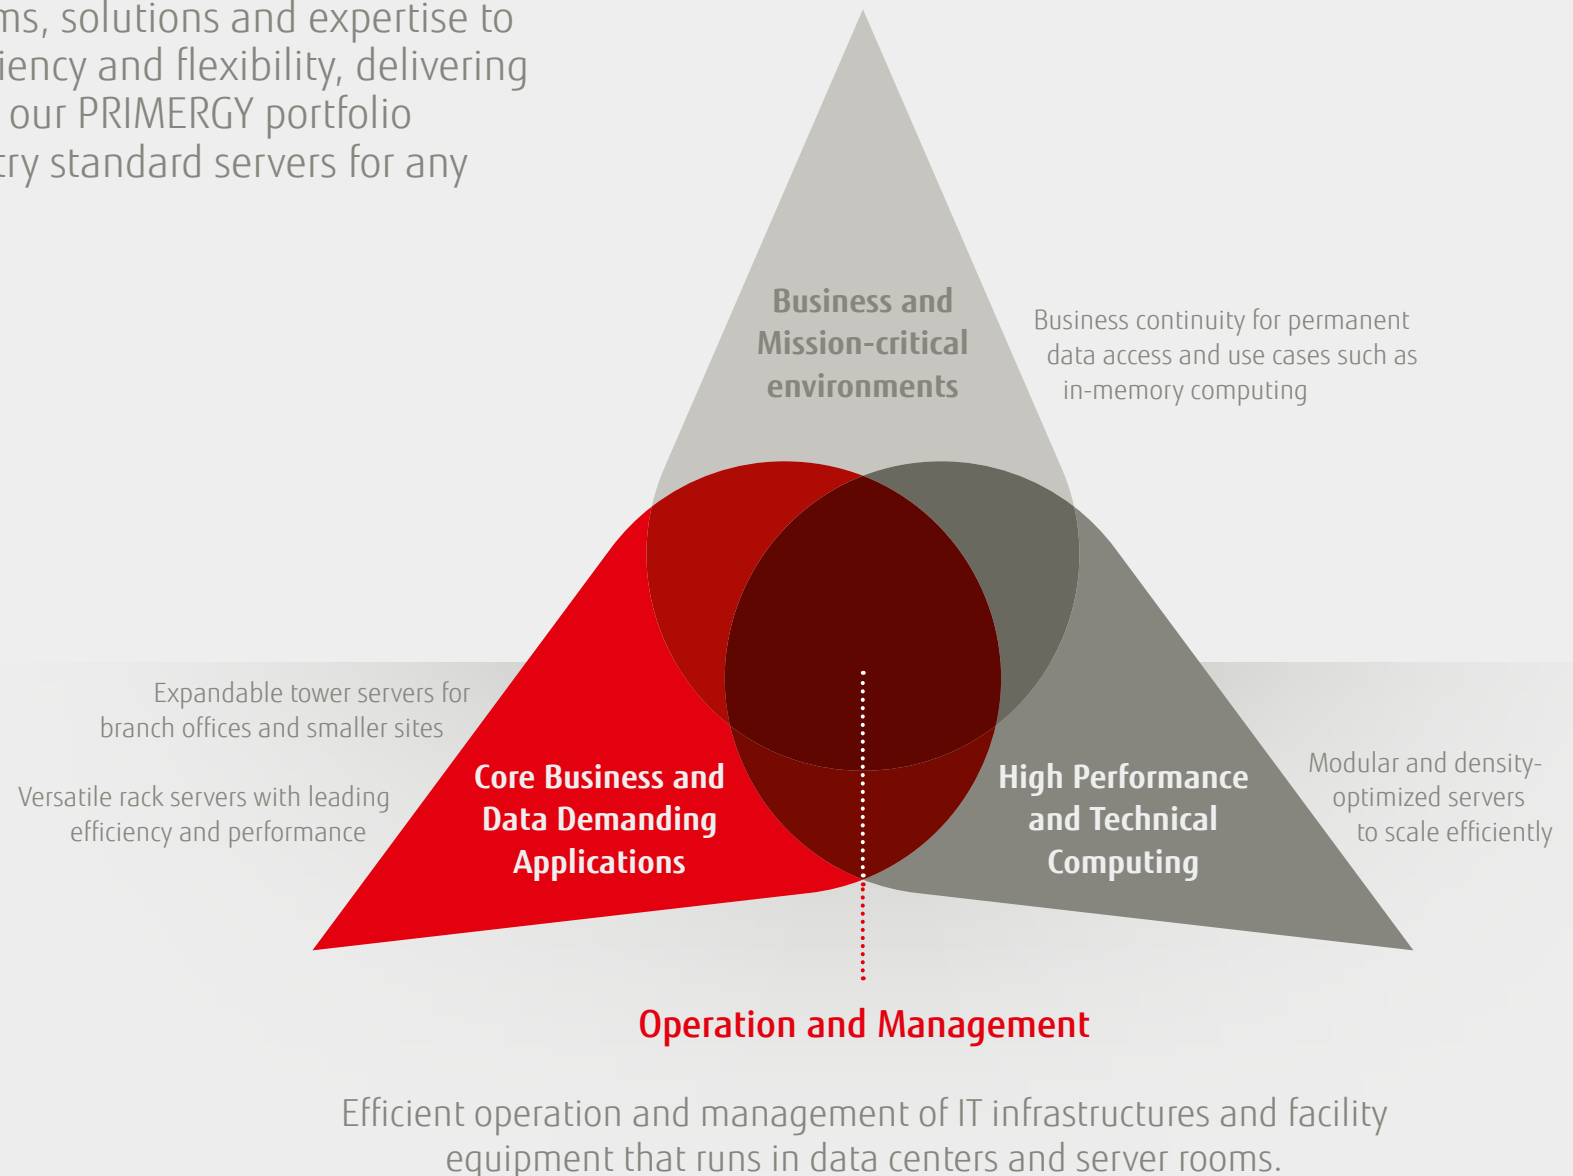 ms, solutions and expertise to
iency and flexibility, delivering
our PRIMERGY portfolio
try standard servers for any
Business and
Mission-critical
environments
Business continuity for permanent
data access and use cases such as
in-memory computing
Expandable tower servers for
branch offices and smaller sites
Versatile rack servers with leading
efficiency and performance
Core Business and
Data Demanding
Applications
High Performance
and Technical
Computing
Modular and density-
optimized servers
to scale efficiently
Operation and Management
Efficient operation and management of IT infrastructures and facility
equipment that runs in data centers and server rooms.